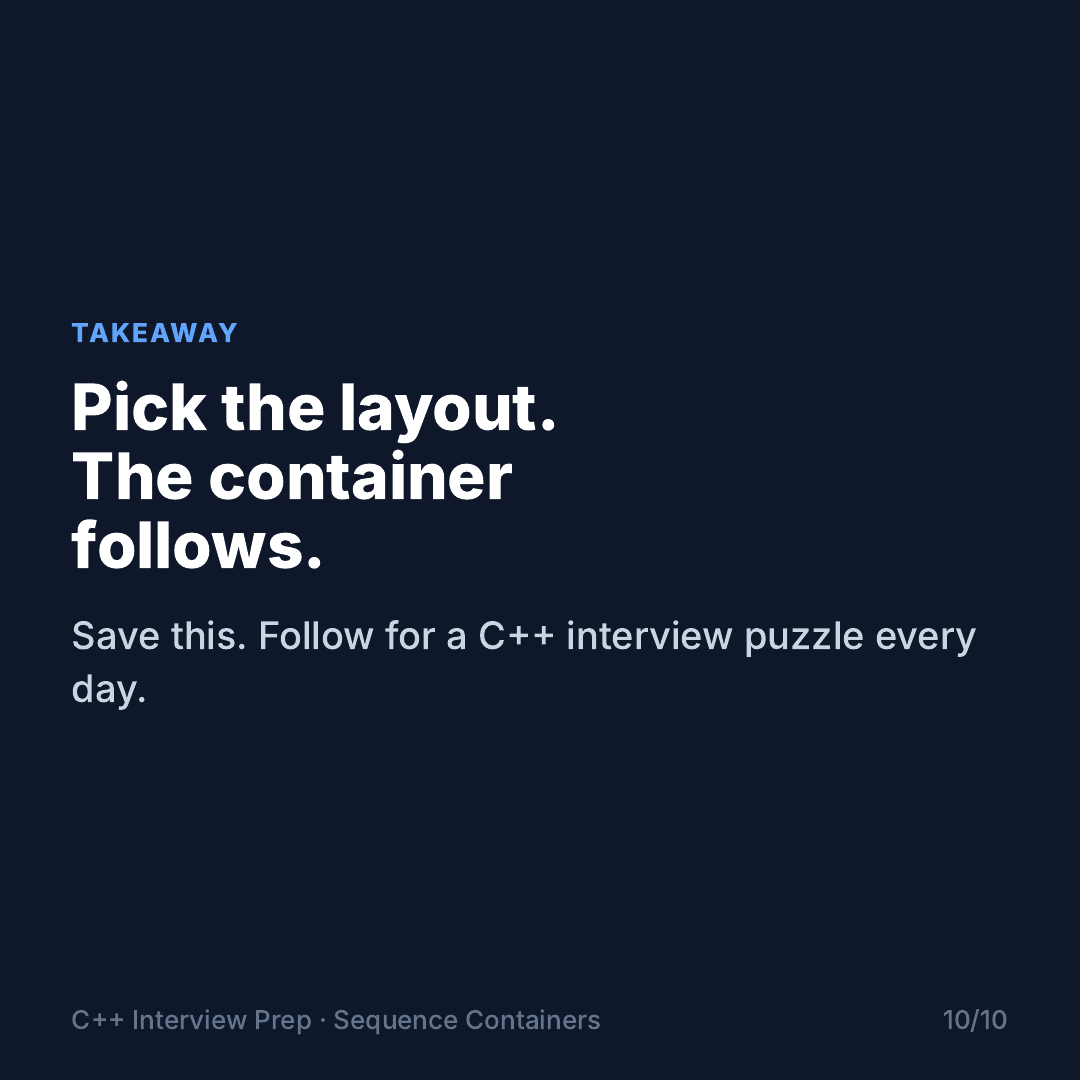 TAKEAWAY
Pick the layout.
The container
follows.
Save this. Follow for a C++ interview puzzle every
day.
C++ Interview Prep · Sequence Containers
10/10